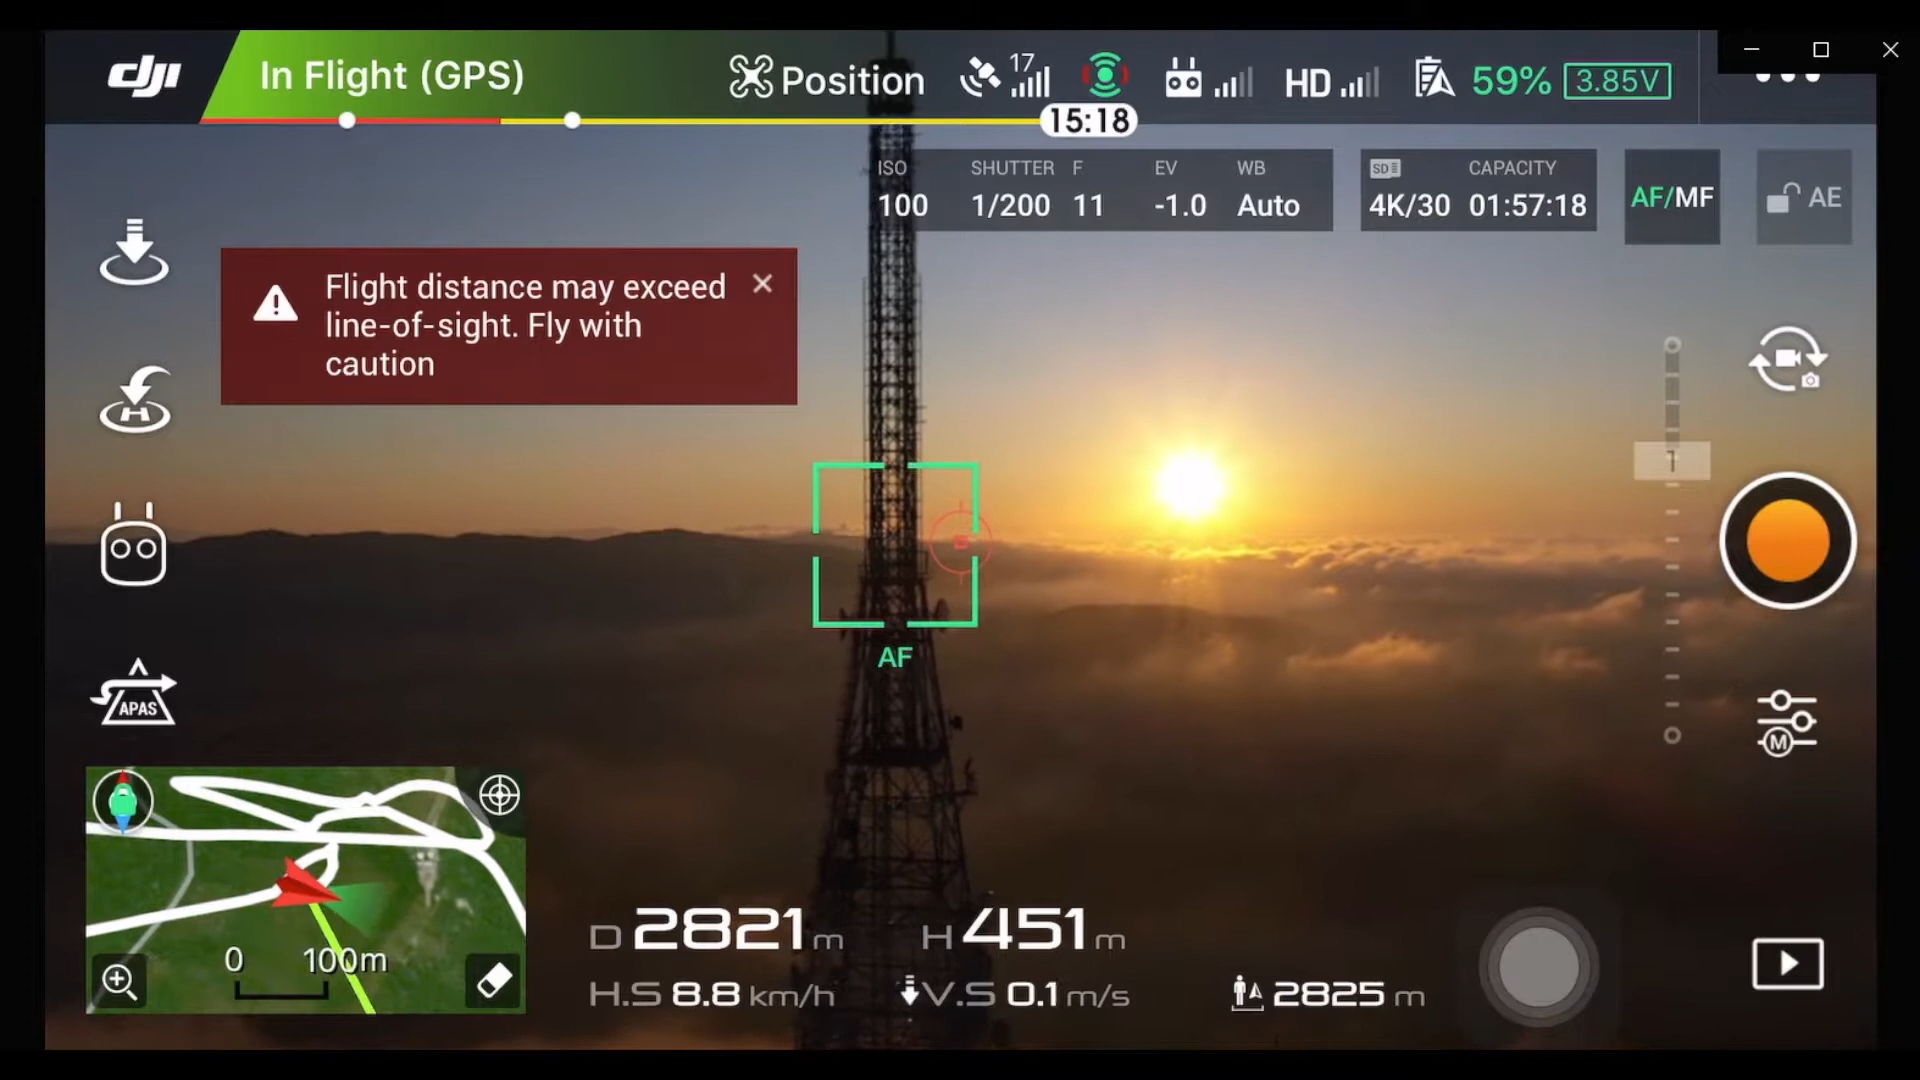 dji
In Flight (GPS)
Position
17
HD
59%
3.85V
15:18
ISO
100
SHUTTER
1/200
F
11
EV
-1.0
WB
Auto
SD
4K/30
CAPACITY
01:57:18
AF/MF
AE
Flight distance may exceed
line-of-sight. Fly with
caution
1
AF
APAS
M
H
0
100m
D 2821 m
H 451 m
H.S 8.8 km/h
V.S 0.1 m/s
2825 m